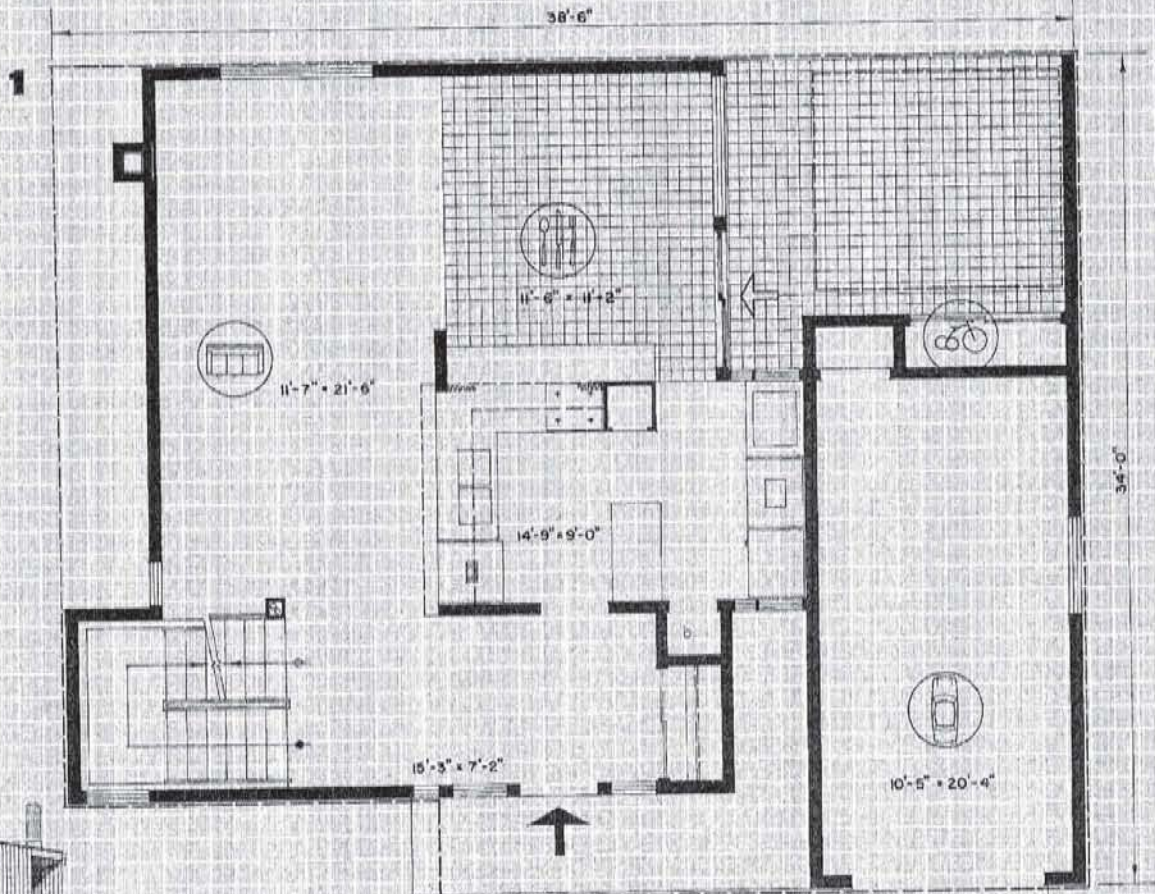 38'-6"
1
11'-6" × 11'-2"
11'-7" × 21'-6"
34'-0"
14'-9" × 9'-0"
b
15'-3" × 7'-2"
10'-5" × 20'-4"